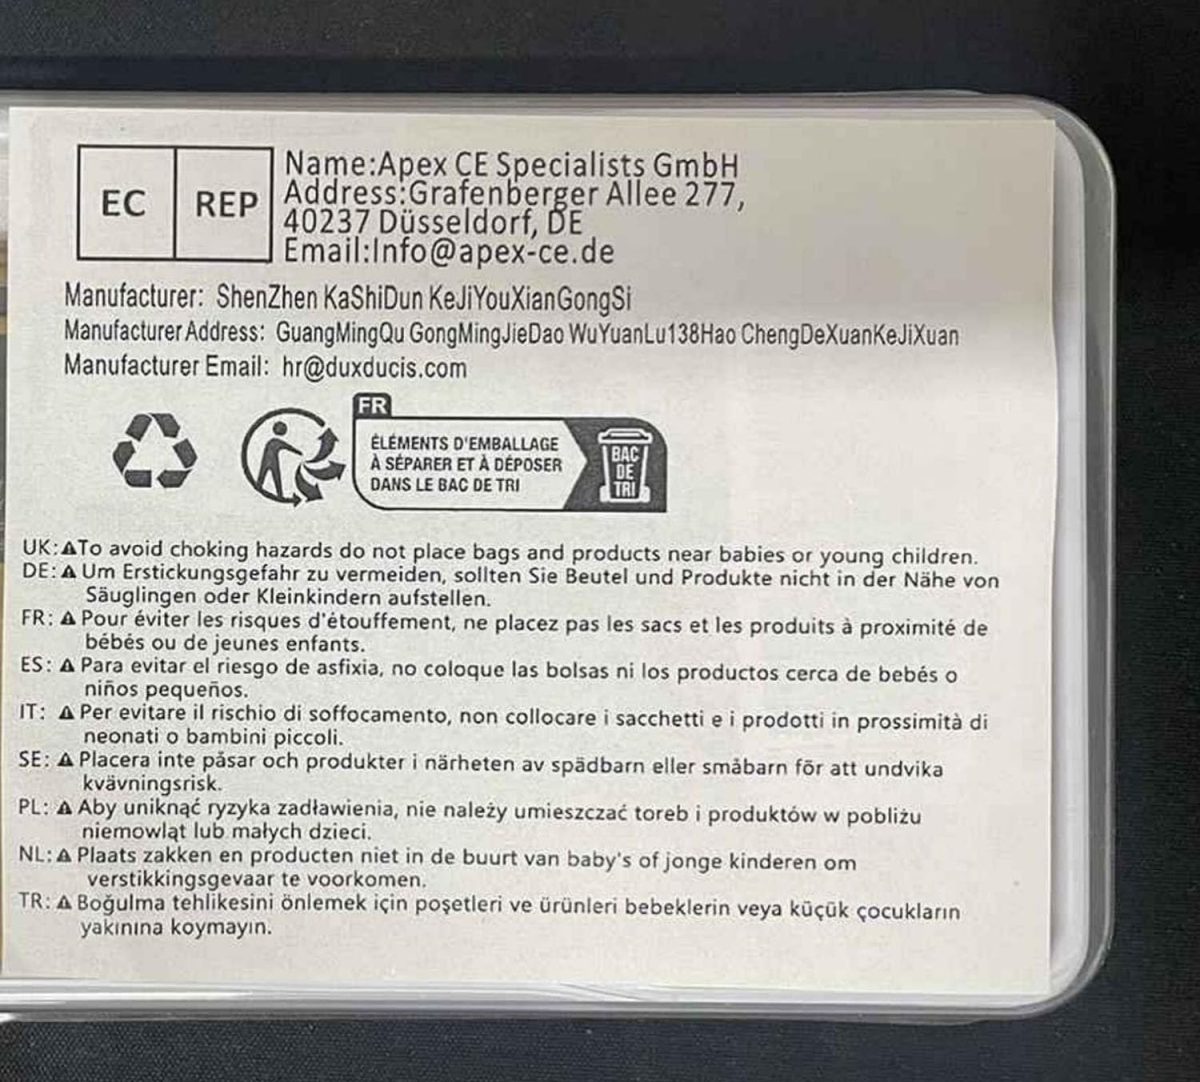 EC REP
Name:Apex CE Specialists GmbH
Address:Grafenberger Allee 277,
40237 Düsseldorf, DE
Email:Info@apex-ce.de
Manufacturer: ShenZhen KaShiDun KeJiYouXianGongSi
Manufacturer Address: GuangMingQu GongMingJieDao WuYuanLu138Hao ChengDeXuanKeJiXuan
Manufacturer Email: hr@duxducis.com
FR
ÉLÉMENTS D'EMBALLAGE
À SÉPARER ET À DÉPOSER
DANS LE BAC DE TRI
BAC
DE
TRI
UK:⚠To avoid choking hazards do not place bags and products near babies or young children.
DE:⚠Um Erstickungsgefahr zu vermeiden, sollten Sie Beutel und Produkte nicht in der Nähe von
Säuglingen oder Kleinkindern aufstellen.
FR:⚠Pour éviter les risques d'étouffement, ne placez pas les sacs et les produits à proximité de
bébés ou de jeunes enfants.
ES:⚠Para evitar el riesgo de asfixia, no coloque las bolsas ni los productos cerca de bebés o
niños pequeños.
IT:⚠Per evitare il rischio di soffocamento, non collocare i sacchetti e i prodotti in prossimità di
neonati o bambini piccoli.
SE:⚠Placera inte påsar och produkter i närheten av spädbarn eller småbarn för att undvika
kvävningsrisk.
PL:⚠Aby uniknąć ryzyka zadławienia, nie należy umieszczać toreb i produktów w pobliżu
niemowląt lub małych dzieci.
NL:⚠Plaats zakken en producten niet in de buurt van baby's of jonge kinderen om
verstikkingsgevaar te voorkomen.
TR:⚠Boğulma tehlikesini önlemek için poşetleri ve ürünleri bebeklerin veya küçük çocukların
yakınına koymayın.